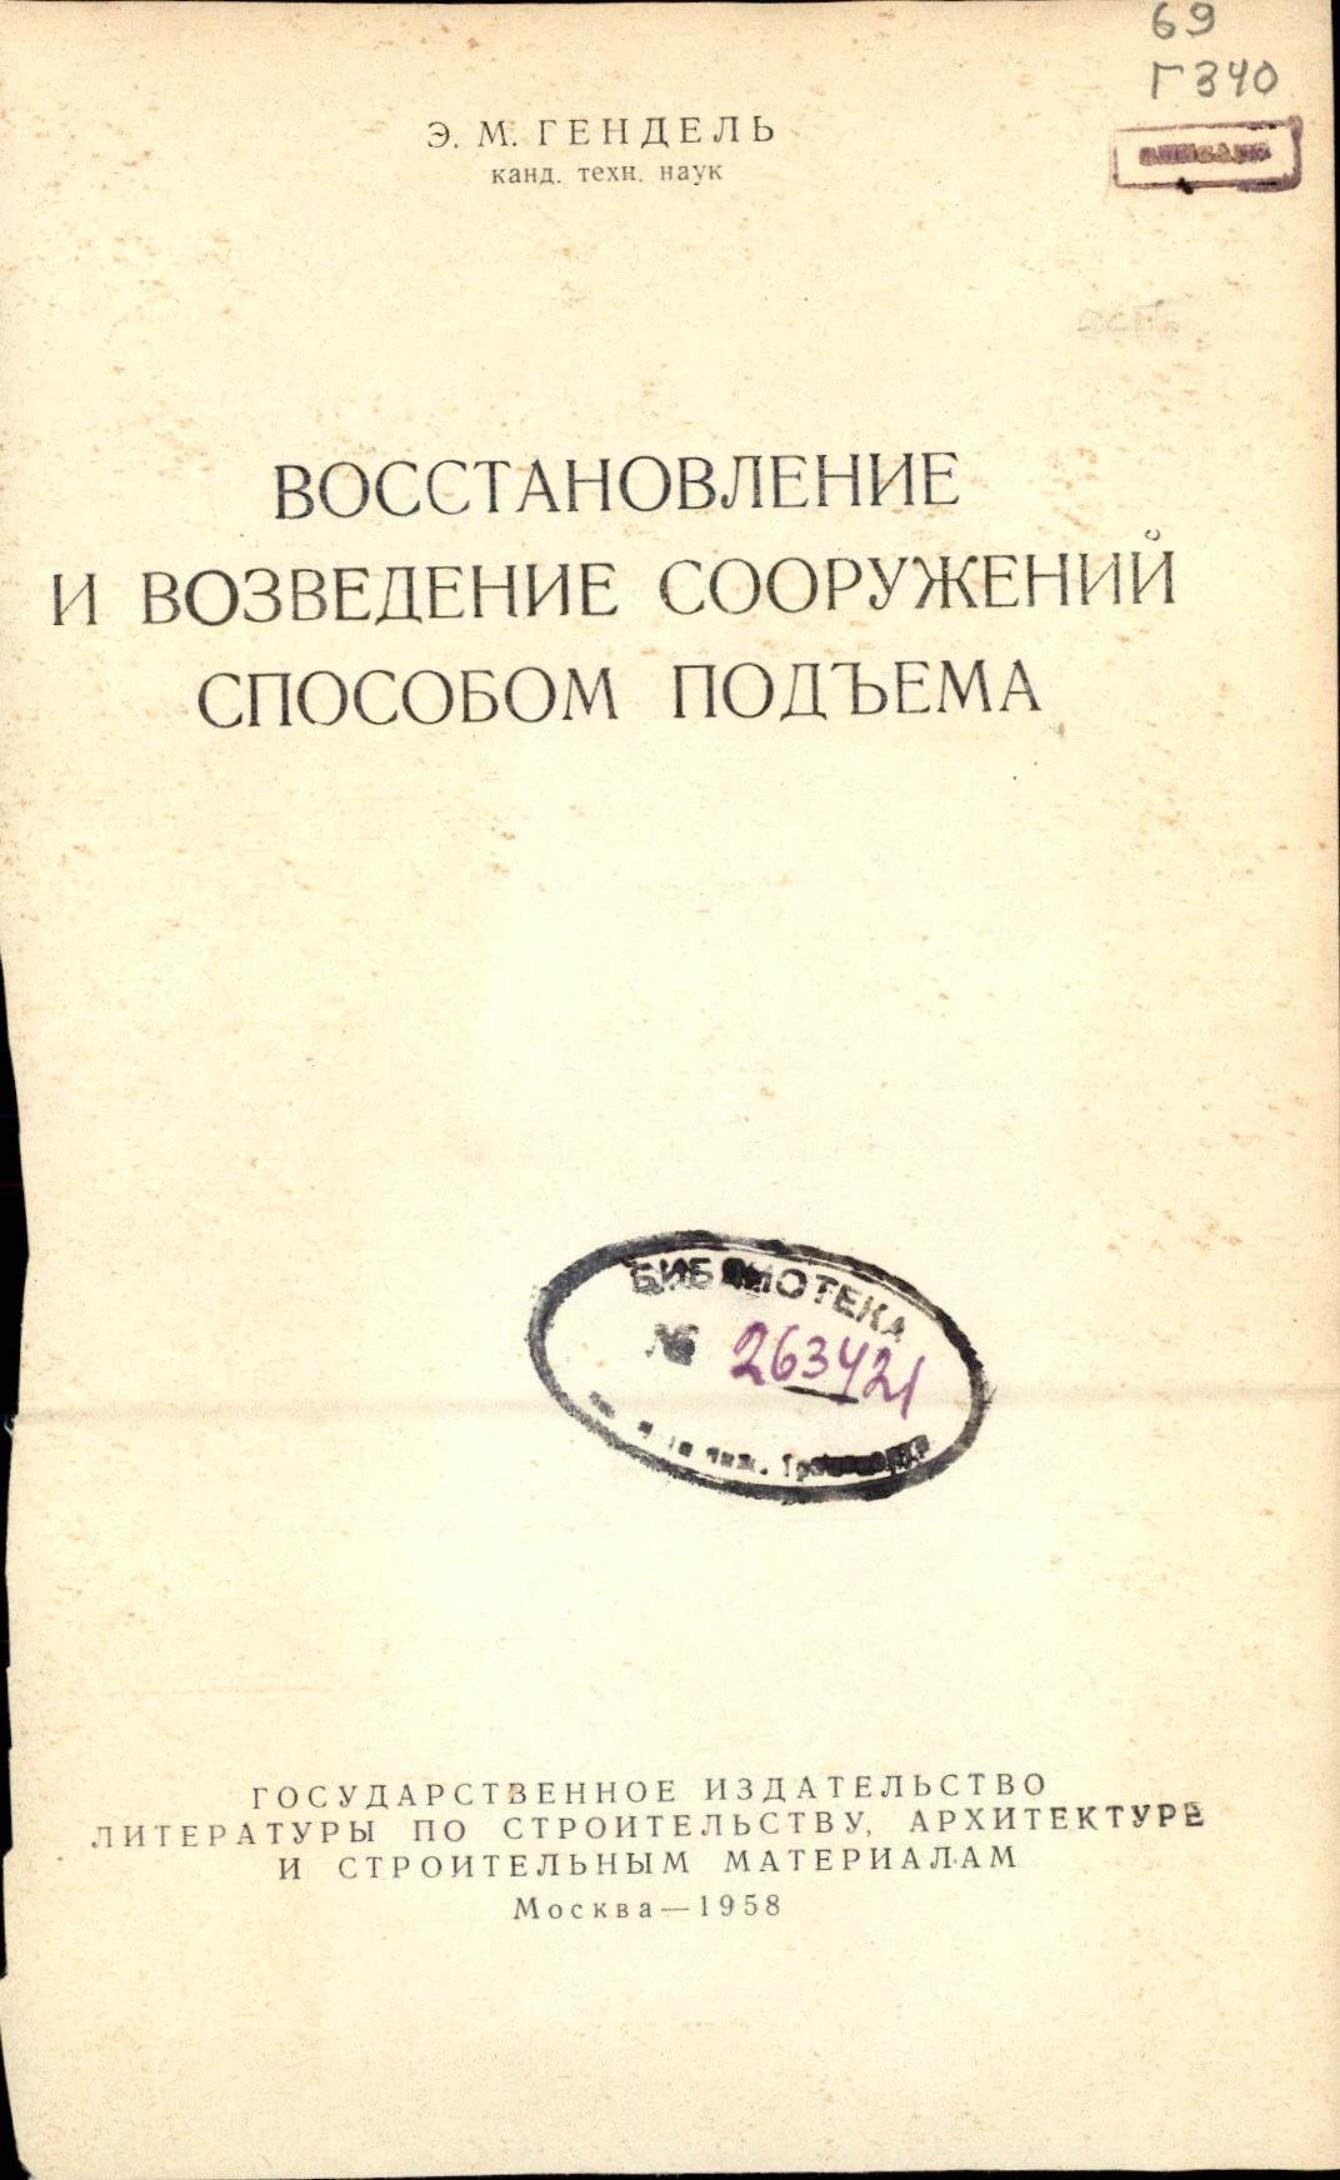 69
Г340
Э. М. ГЕНДЕЛЬ
канд. техн. наук
ВОССТАНОВЛЕНИЕ
И ВОЗВЕДЕНИЕ СООРУЖЕНИЙ
СПОСОБОМ ПОДЪЕМА
БИБЛИОТЕКА
№ 263421
ГОСУДАРСТВЕННОЕ ИЗДАТЕЛЬСТВО
ЛИТЕРАТУРЫ ПО СТРОИТЕЛЬСТВУ, АРХИТЕКТУРЕ
И СТРОИТЕЛЬНЫМ МАТЕРИАЛАМ
Москва—1958